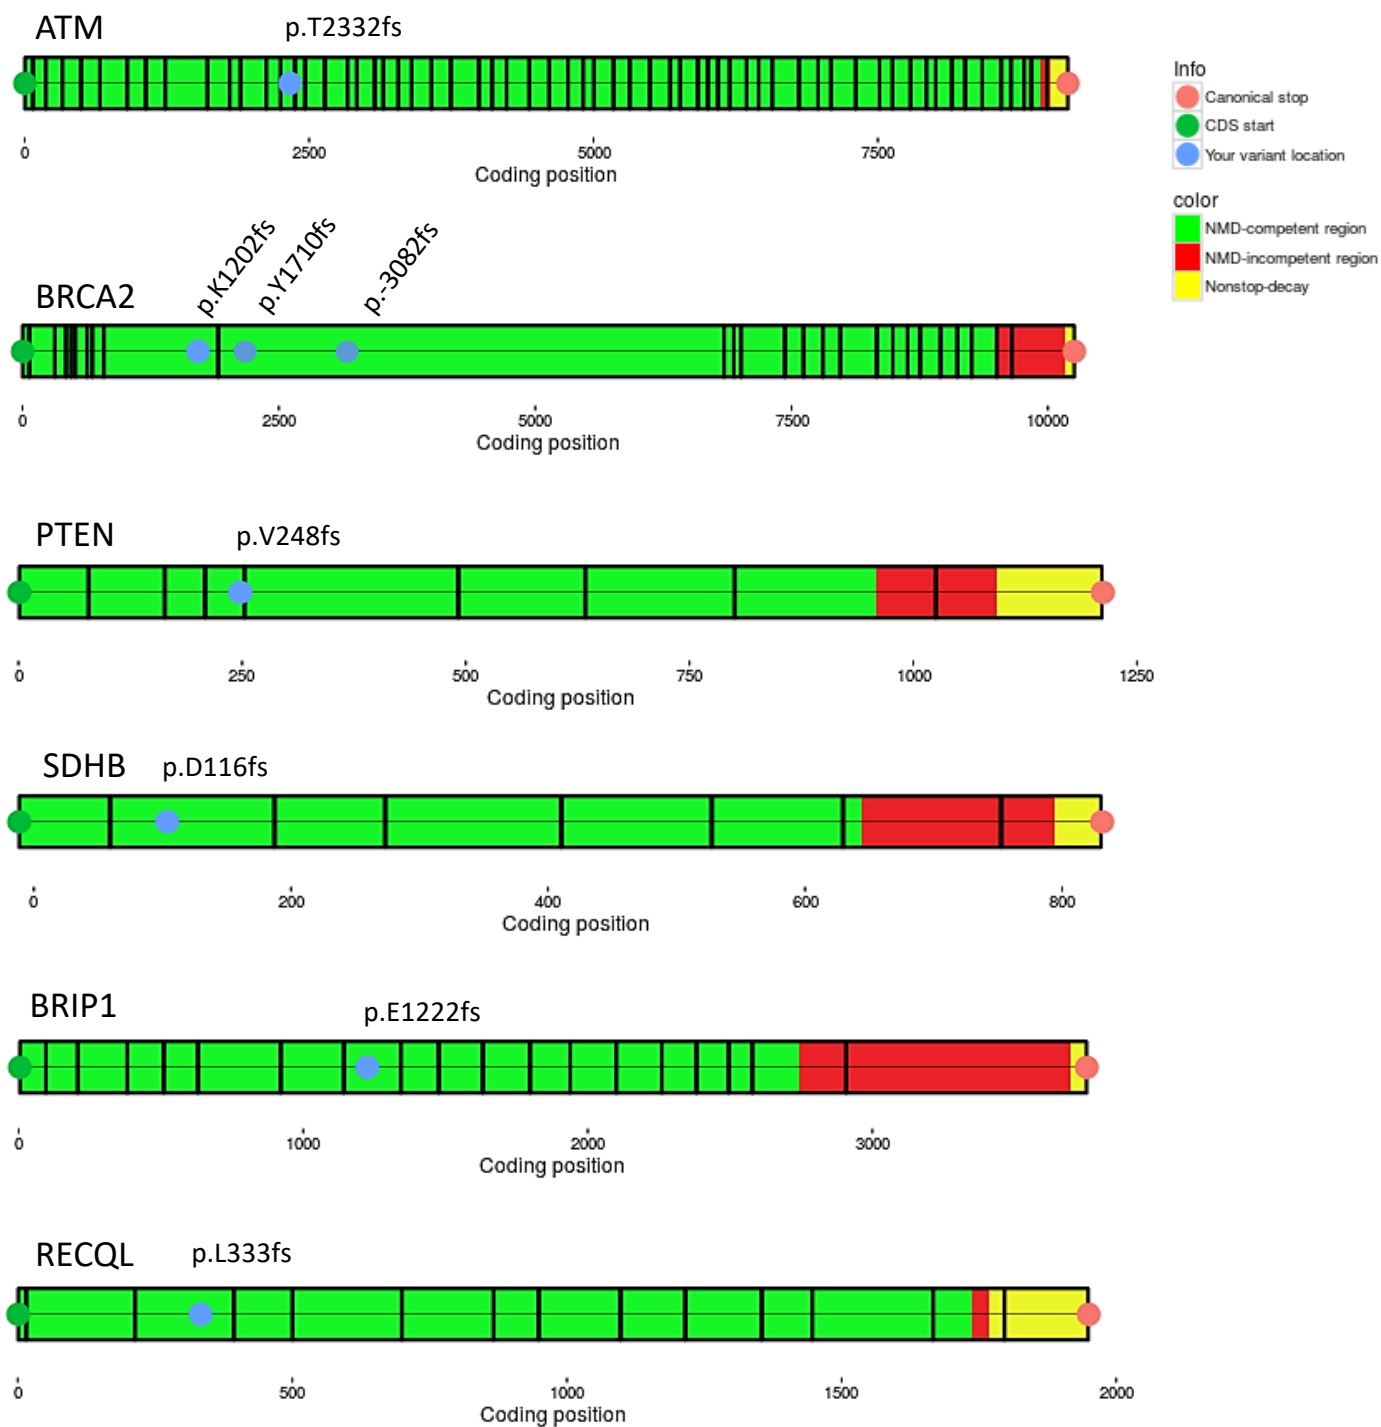 ATM p.T2332fs
0 2500 5000 7500
Coding position
Info
Canonical stop
CDS start
Your variant location
color
NMD-competent region
NMD-incompetent region
Nonstop-decay
BRCA2 p.K1202fs p.Y1710fs p.-3082fs
0 2500 5000 7500 10000
Coding position
PTEN p.V248fs
0 250 500 750 1000 1250
Coding position
SDHB p.D116fs
0 200 400 600 800
Coding position
BRIP1 p.E1222fs
0 1000 2000 3000
Coding position
RECQL p.L333fs
0 500 1000 1500 2000
Coding position